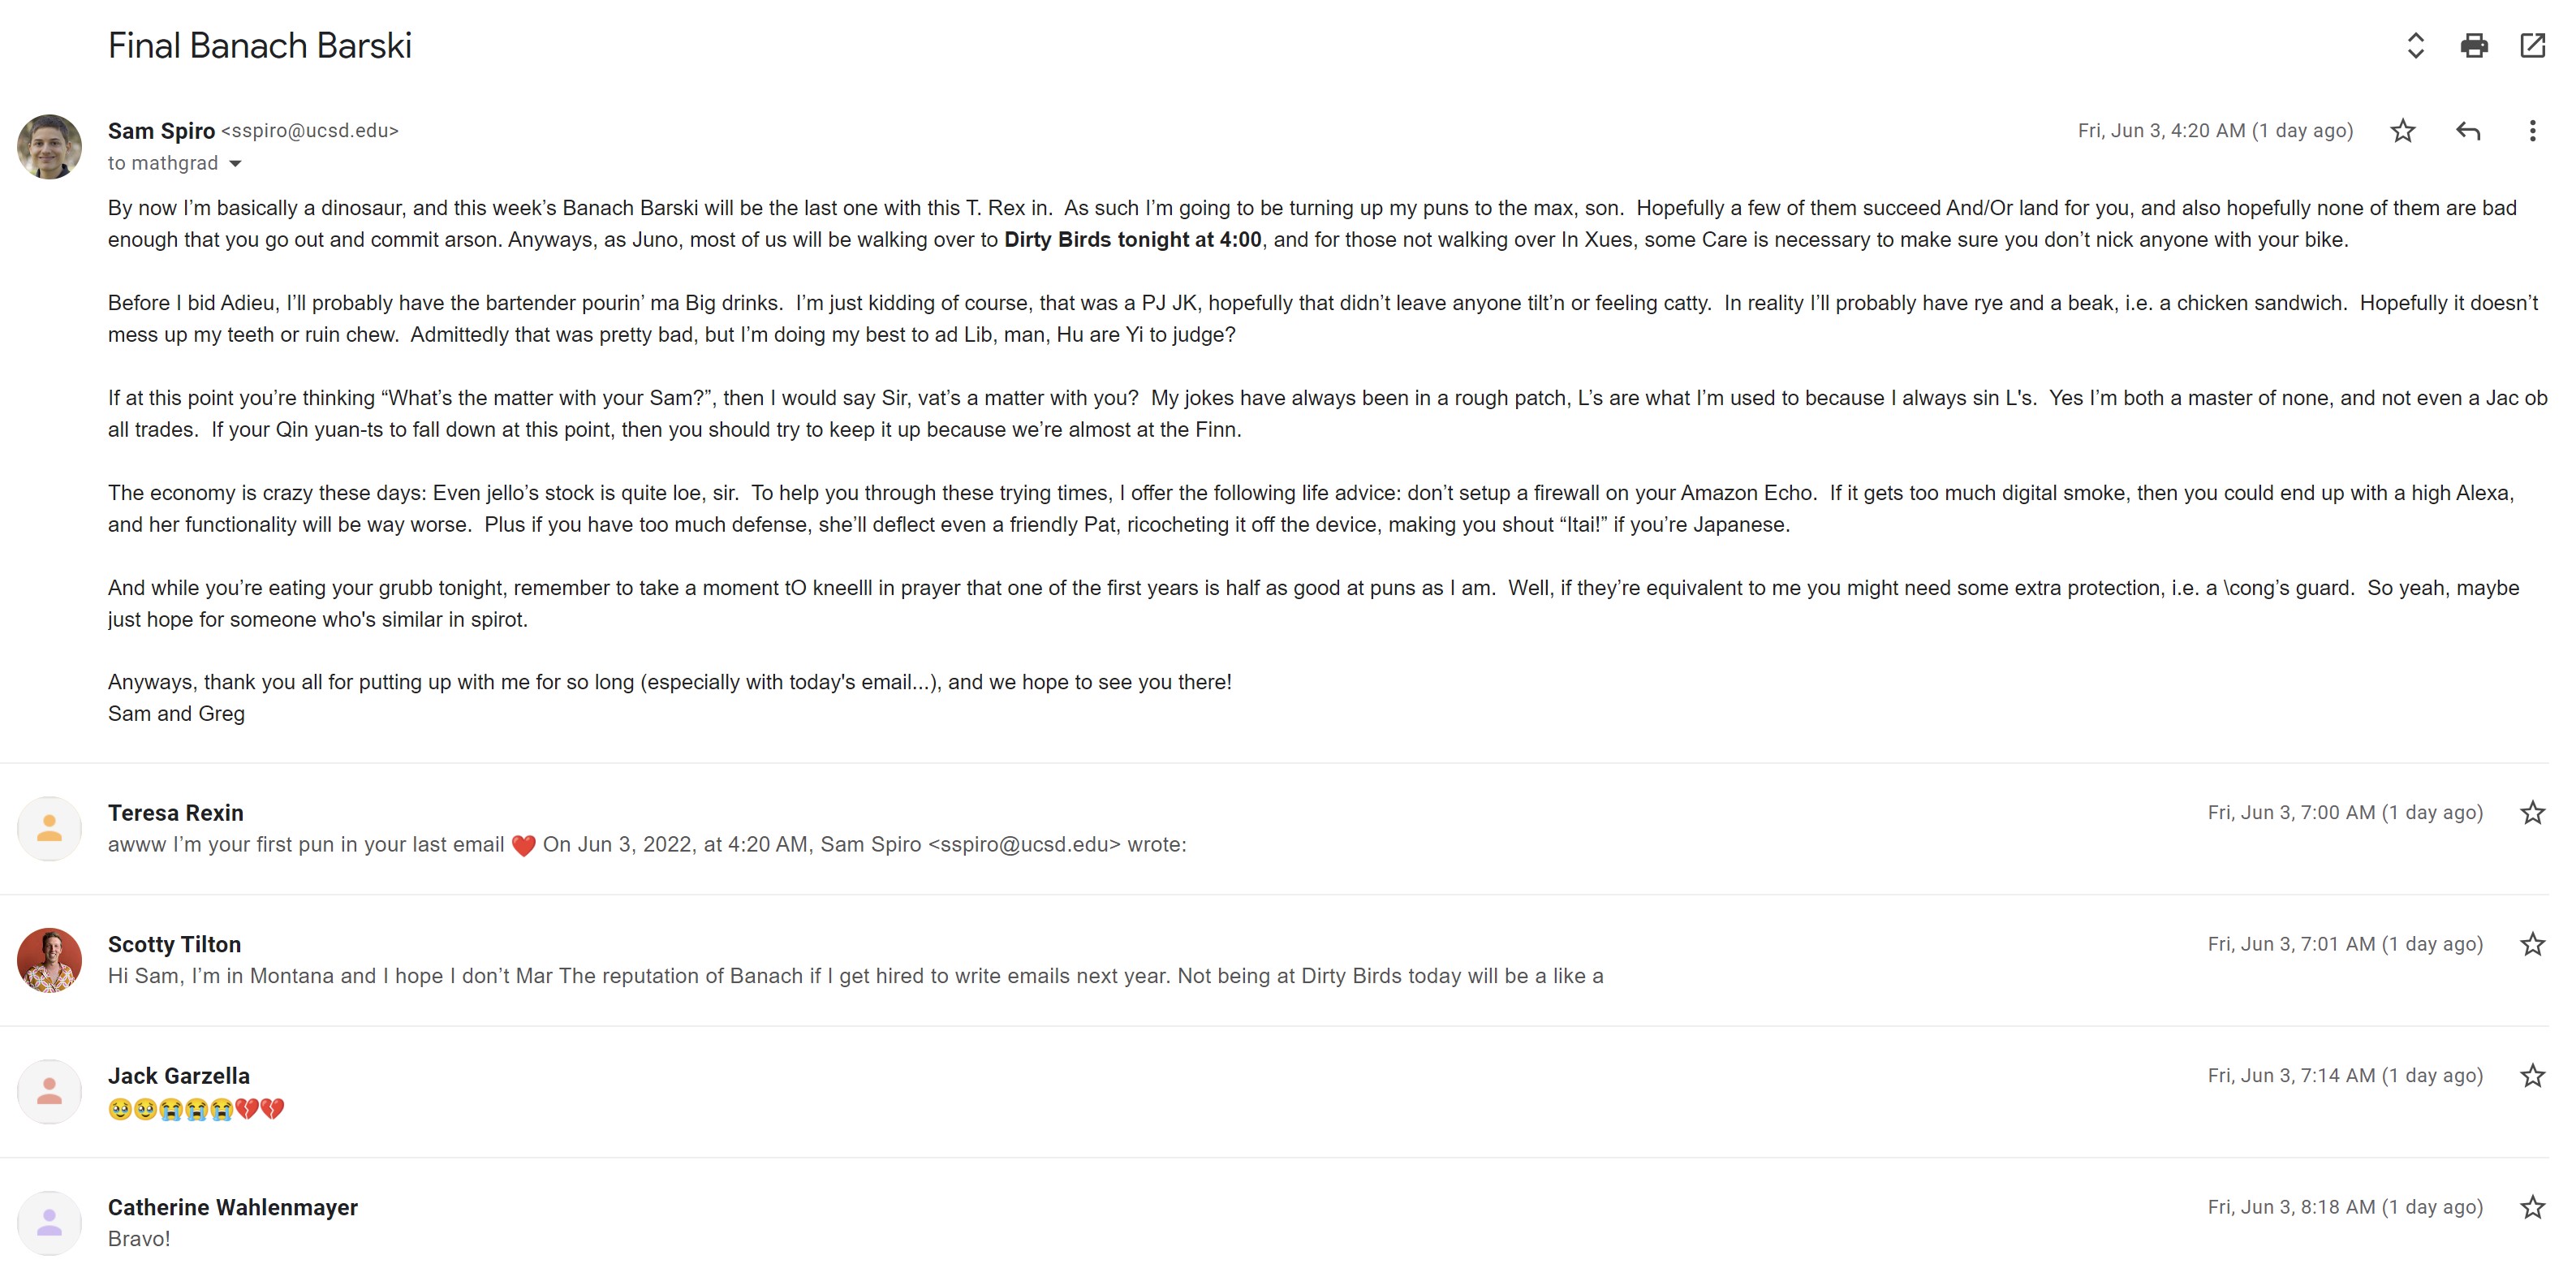 Final Banach Barski
Sam Spiro <sspiro@ucsd.edu>
Fri, Jun 3, 4:20 AM (1 day ago)
to mathgrad
By now I’m basically a dinosaur, and this week’s Banach Barski will be the last one with this T. Rex in.  As such I’m going to be turning up my puns to the max, son.  Hopefully a few of them succeed And/Or land for you, and also hopefully none of them are bad
enough that you go out and commit arson. Anyways, as Juno, most of us will be walking over to Dirty Birds tonight at 4:00, and for those not walking over In Xues, some Care is necessary to make sure you don’t nick anyone with your bike.
Before I bid Adieu, I’ll probably have the bartender pourin’ ma Big drinks.  I’m just kidding of course, that was a PJ JK, hopefully that didn’t leave anyone tilt’n or feeling catty.  In reality I’ll probably have rye and a beak, i.e. a chicken sandwich.  Hopefully it doesn’t
mess up my teeth or ruin chew.  Admittedly that was pretty bad, but I’m doing my best to ad Lib, man, Hu are Yi to judge?
If at this point you’re thinking “What’s the matter with your Sam?”, then I would say Sir, vat’s a matter with you?  My jokes have always been in a rough patch, L’s are what I’m used to because I always sin L's.  Yes I’m both a master of none, and not even a Jac ob
all trades.  If your Qin yuan-ts to fall down at this point, then you should try to keep it up because we’re almost at the Finn.
The economy is crazy these days: Even jello’s stock is quite loe, sir.  To help you through these trying times, I offer the following life advice: don’t setup a firewall on your Amazon Echo.  If it gets too much digital smoke, then you could end up with a high Alexa,
and her functionality will be way worse.  Plus if you have too much defense, she’ll deflect even a friendly Pat, ricocheting it off the device, making you shout “Itai!” if you’re Japanese.
And while you’re eating your grubb tonight, remember to take a moment tO kneelll in prayer that one of the first years is half as good at puns as I am.  Well, if they’re equivalent to me you might need some extra protection, i.e. a \cong’s guard.  So yeah, maybe
just hope for someone who's similar in spirot.
Anyways, thank you all for putting up with me for so long (especially with today's email...), and we hope to see you there!
Sam and Greg
Teresa Rexin
Fri, Jun 3, 7:00 AM (1 day ago)
awww I’m your first pun in your last email ❤️ On Jun 3, 2022, at 4:20 AM, Sam Spiro <sspiro@ucsd.edu> wrote:
Scotty Tilton
Fri, Jun 3, 7:01 AM (1 day ago)
Hi Sam, I’m in Montana and I hope I don’t Mar The reputation of Banach if I get hired to write emails next year. Not being at Dirty Birds today will be a like a
Jack Garzella
Fri, Jun 3, 7:14 AM (1 day ago)
🥹🥹😭😭😭💔💔
Catherine Wahlenmayer
Fri, Jun 3, 8:18 AM (1 day ago)
Bravo!